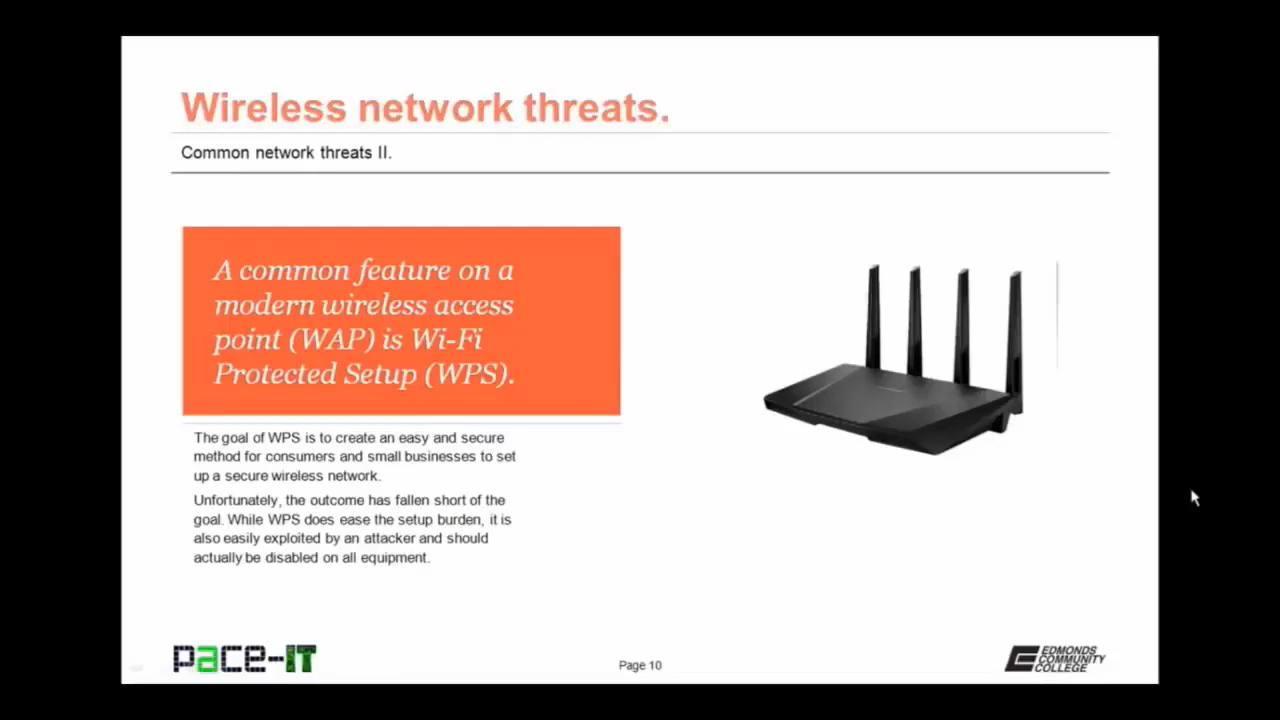 Wireless network threats.
Common network threats II.
A common feature on a
modern wireless access
point (WAP) is Wi-Fi
Protected Setup (WPS).
The goal of WPS is to create an easy and secure
method for consumers and small businesses to set
up a secure wireless network.
Unfortunately, the outcome has fallen short of the
goal. While WPS does ease the setup burden, it is
also easily exploited by an attacker and should
actually be disabled on all equipment.
pace-IT
Page 10
EDMONDS
COMMUNITY
COLLEGE